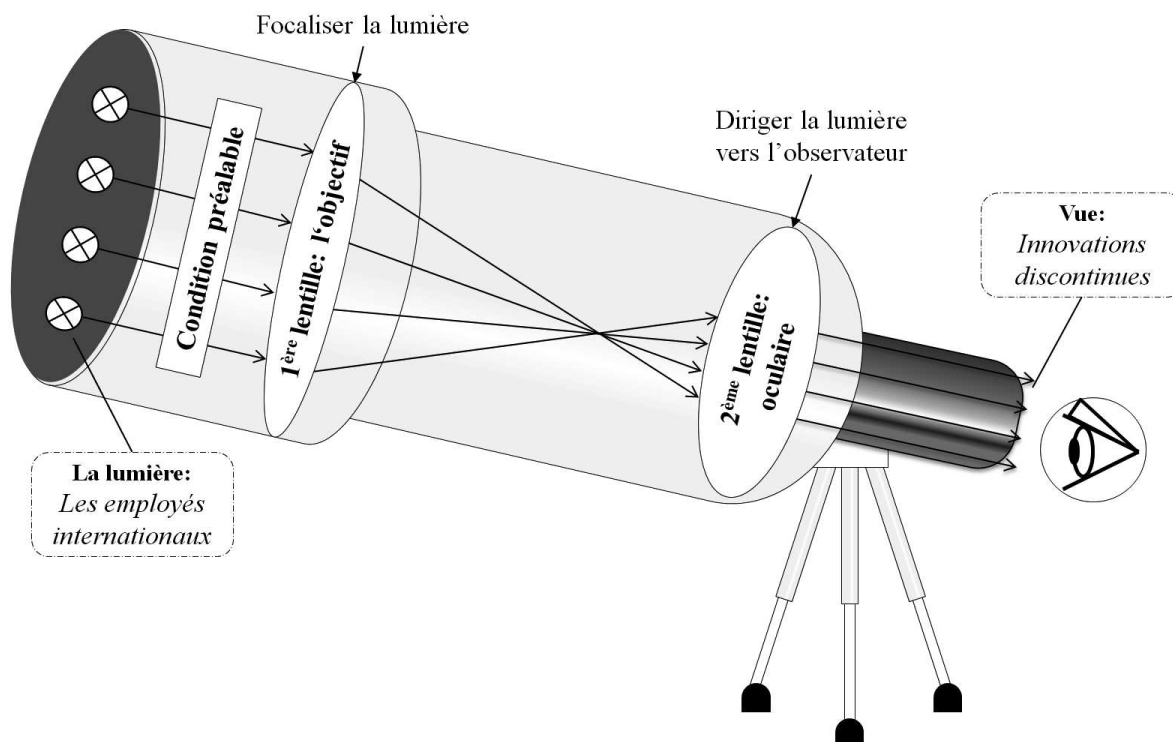 Focaliser la lumière
Diriger la lumière
vers l’observateur
Vue:
Innovations
discontinues
Condition préalable
1ère lentille: l‘objectif
2ème lentille:
oculaire
La lumière:
Les employés
internationaux